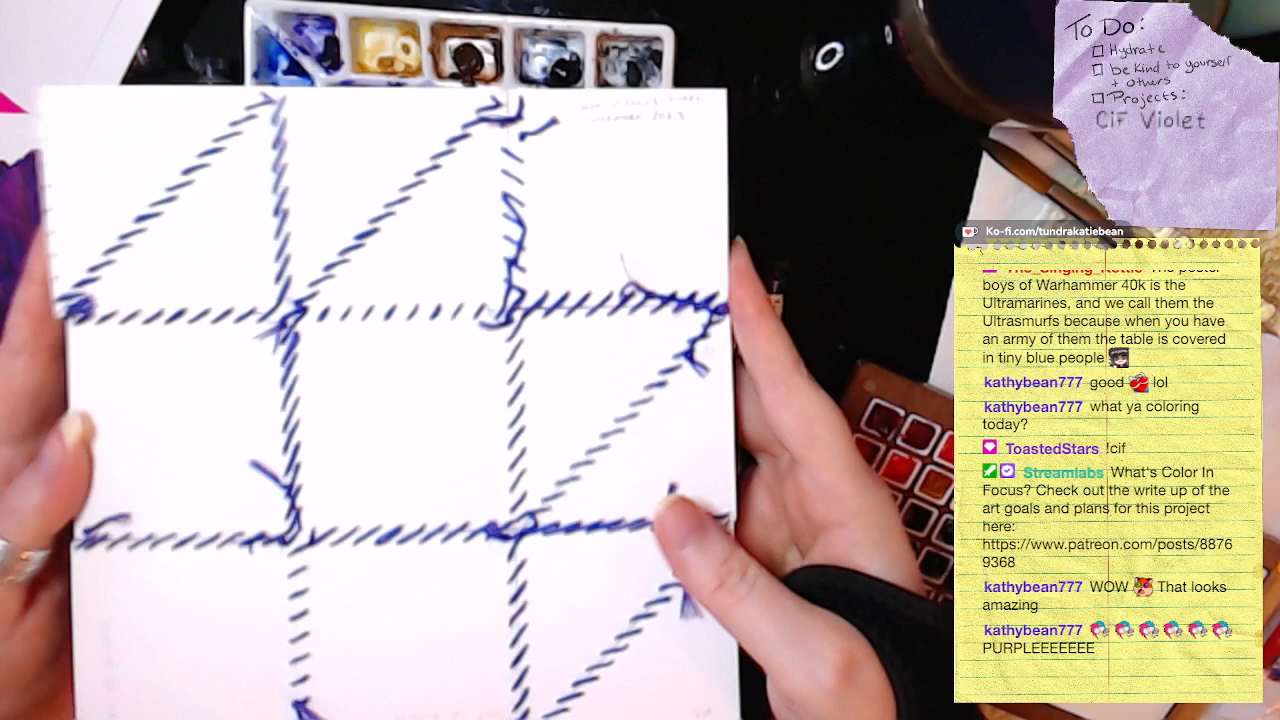 To Do:
Hydrate
be kind to yourself
+ others
Projects:
CiF Violet
Ko-fi.com/tundrakatiebean
The_Singing_Kettle The poster
boys of Warhammer 40k is the
Ultramarines, and we call them the
Ultrasmurfs because when you have
an army of them the table is covered
in tiny blue people
kathybean777 good lol
kathybean777 what ya coloring
today?
ToastedStars !cif
Streamlabs What's Color In
Focus? Check out the write up of the
art goals and plans for this project
here:
https://www.patreon.com/posts/8876
9368
kathybean777 WOW That looks
amazing
kathybean777
PURPLEEEEEEE